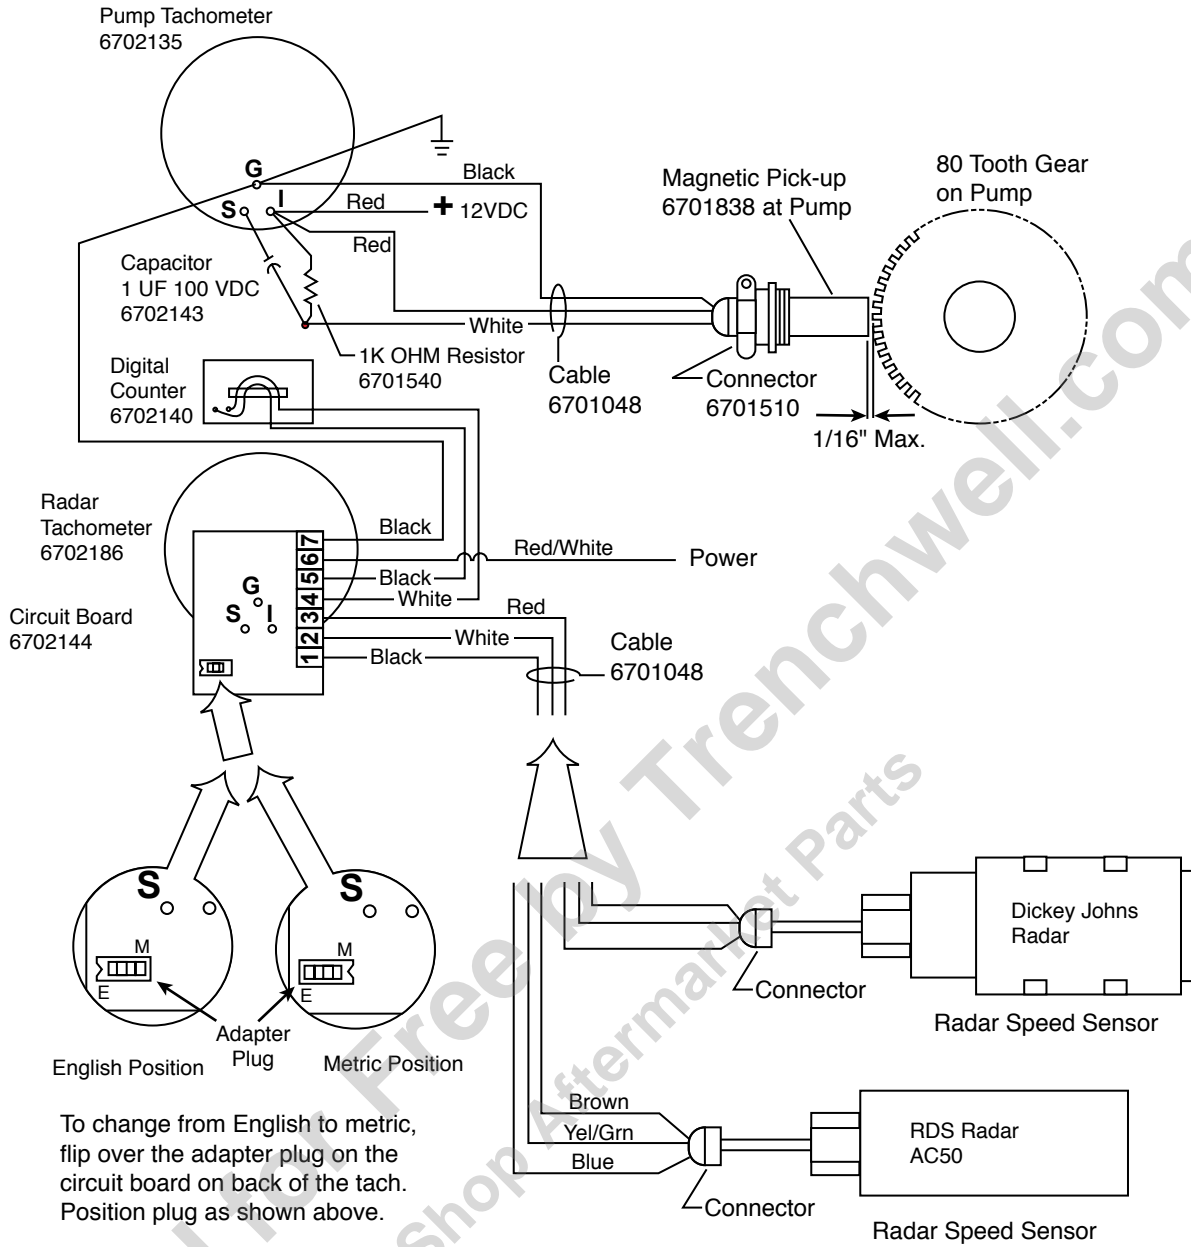 Pump Tachometer
6702135
G
S
I
Black
Red
+ 12VDC
Red
Magnetic Pick-up
6701838 at Pump
80 Tooth Gear
on Pump
Capacitor
1 UF 100 VDC
6702143
White
1K OHM Resistor
6701540
Cable
6701048
Connector
6701510
1/16" Max.
Digital
Counter
6702140
Radar
Tachometer
6702186
Circuit Board
6702144
G
S
I
7
6
5
4
3
2
1
Black
Red/White
Power
Black
White
Red
White
Black
Cable
6701048
S
M
E
S
M
E
Adapter
Plug
English Position
Metric Position
To change from English to metric,
flip over the adapter plug on the
circuit board on back of the tach.
Position plug as shown above.
Dickey Johns
Radar
Connector
Radar Speed Sensor
Brown
Yel/Grn
Blue
RDS Radar
AC50
Connector
Radar Speed Sensor
for Free by Trenchwell.com
Shop Aftermarket Parts